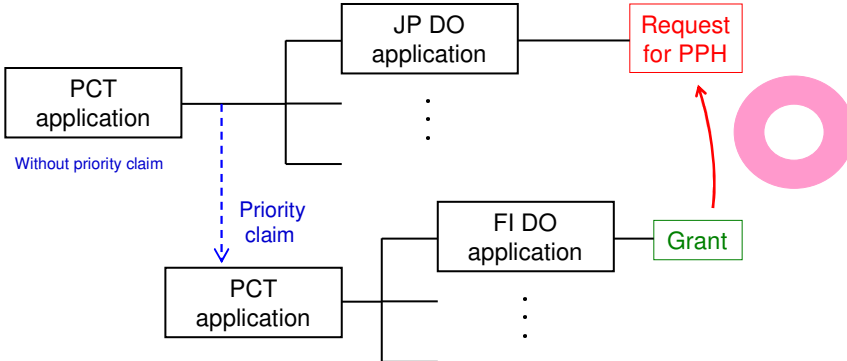 JP DO
application
Request
for PPH
PCT
application
Without priority claim
Priority
claim
FI DO
application
Grant
PCT
application